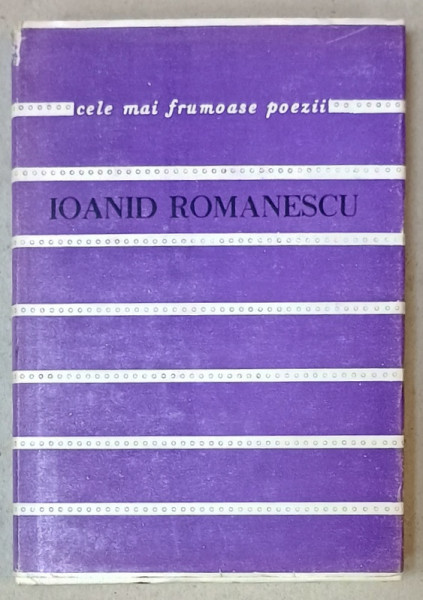 cele mai frumoase poezii
IOANID ROMANESCU